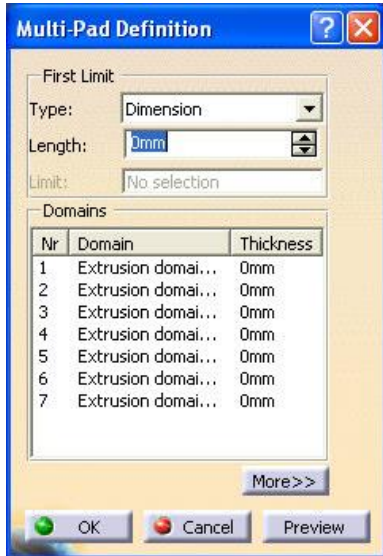 Multi-Pad Definition ?
First Limit
Type: Dimension
Length: 0mm
Limit: No selection
Domains
Nr Domain Thickness
1 Extrusion domai... 0mm
2 Extrusion domai... 0mm
3 Extrusion domai... 0mm
4 Extrusion domai... 0mm
5 Extrusion domai... 0mm
6 Extrusion domai... 0mm
7 Extrusion domai... 0mm
More>>
OK Cancel Preview